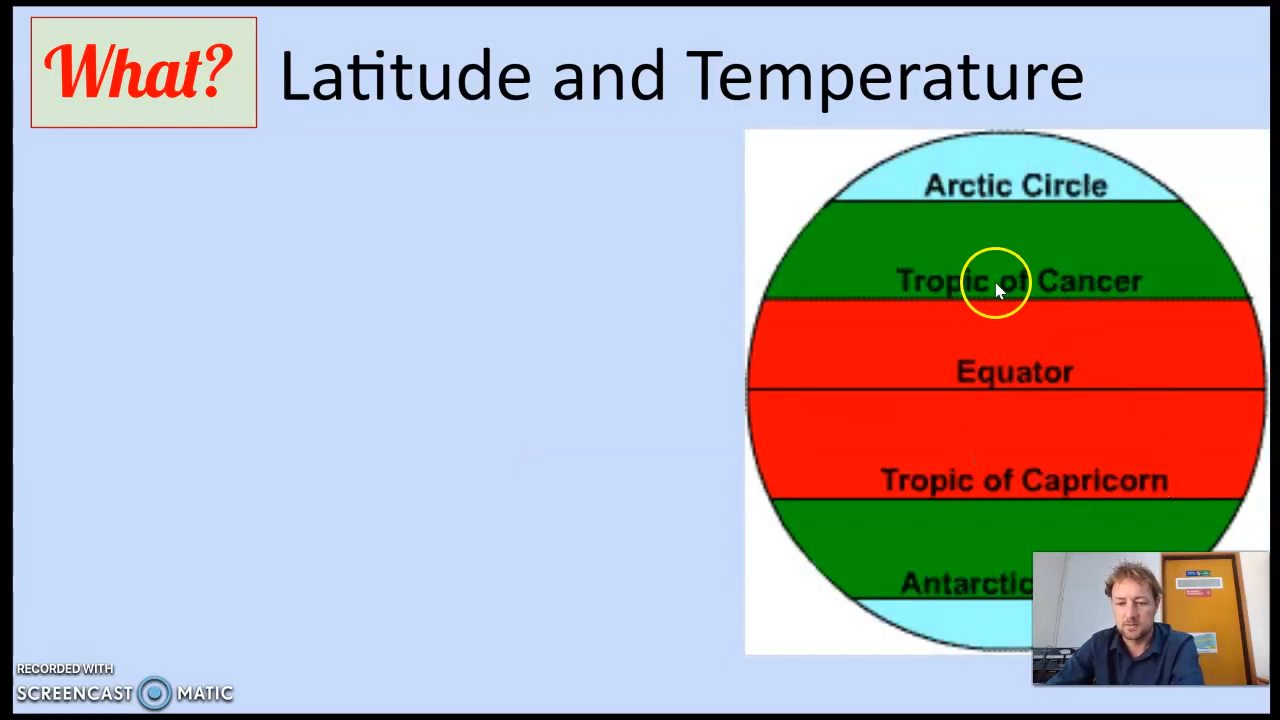 What?
Latitude and Temperature
Arctic Circle
Tropic of Cancer
Equator
Tropic of Capricorn
Antarctic
RECORDED WITH
SCREENCAST MATIC